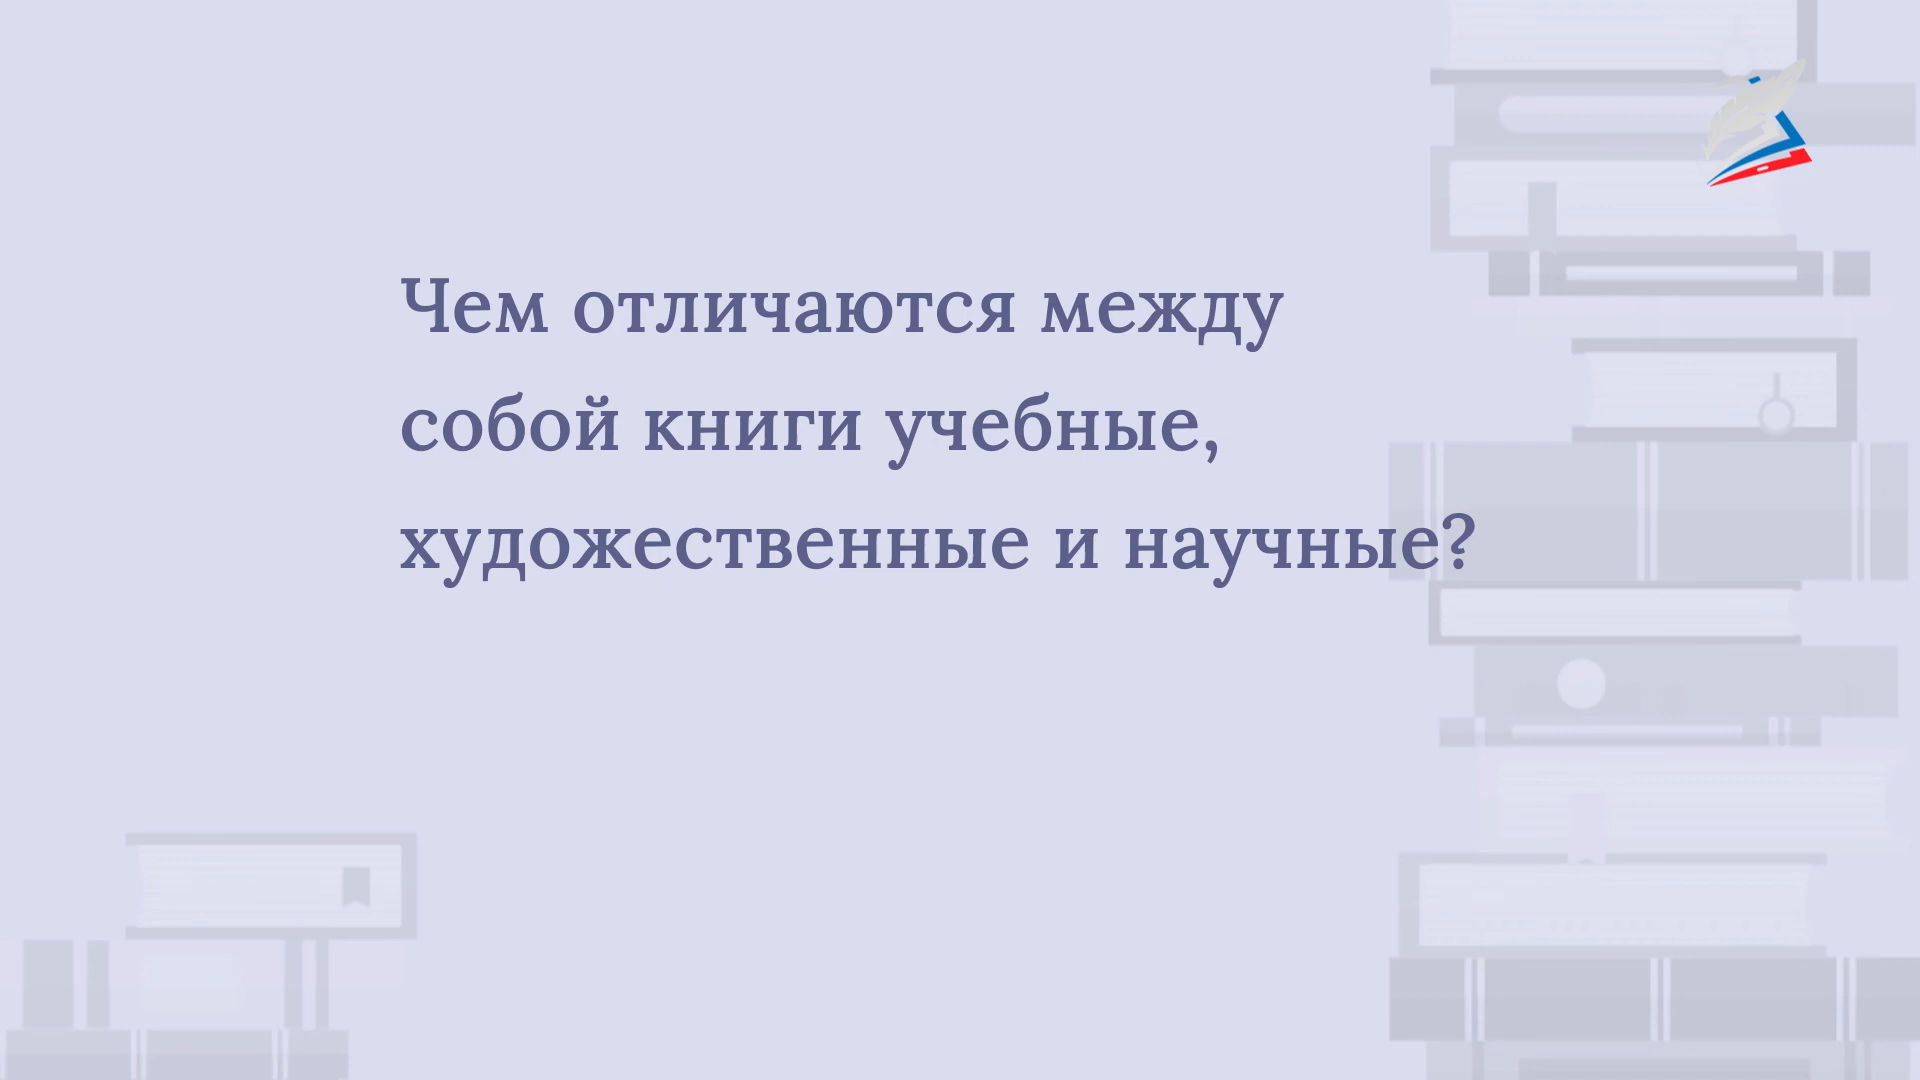 Чем отличаются между
собой книги учебные,
художественные и научные?